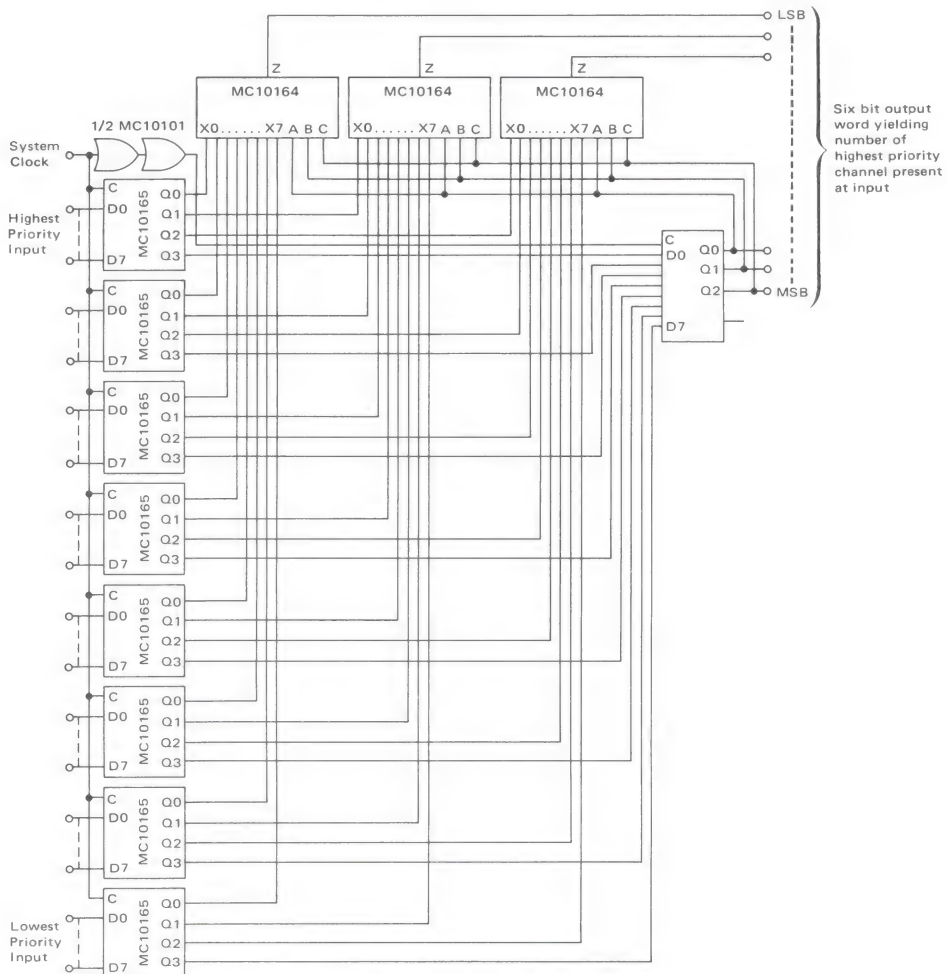 LSB
Z
Z
Z
MC10164
MC10164
MC10164
X0......X7 A B C
X0......X7 A B C
X0......X7 A B C
Six bit output
word yielding
number of
highest priority
channel present
at input
1/2 MC10101
System
Clock
C
D0
D7
MC10165
Q0
Q1
Q2
Q3
Highest
Priority
Input
C
D0
D7
Q0
Q1
Q2
MSB
C
D0
D7
MC10165
Q0
Q1
Q2
Q3
C
D0
D7
MC10165
Q0
Q1
Q2
Q3
C
D0
D7
MC10165
Q0
Q1
Q2
Q3
C
D0
D7
MC10165
Q0
Q1
Q2
Q3
C
D0
D7
MC10165
Q0
Q1
Q2
Q3
C
D0
D7
MC10165
Q0
Q1
Q2
Q3
C
D0
D7
MC10165
Q0
Q1
Q2
Q3
Lowest
Priority
Input